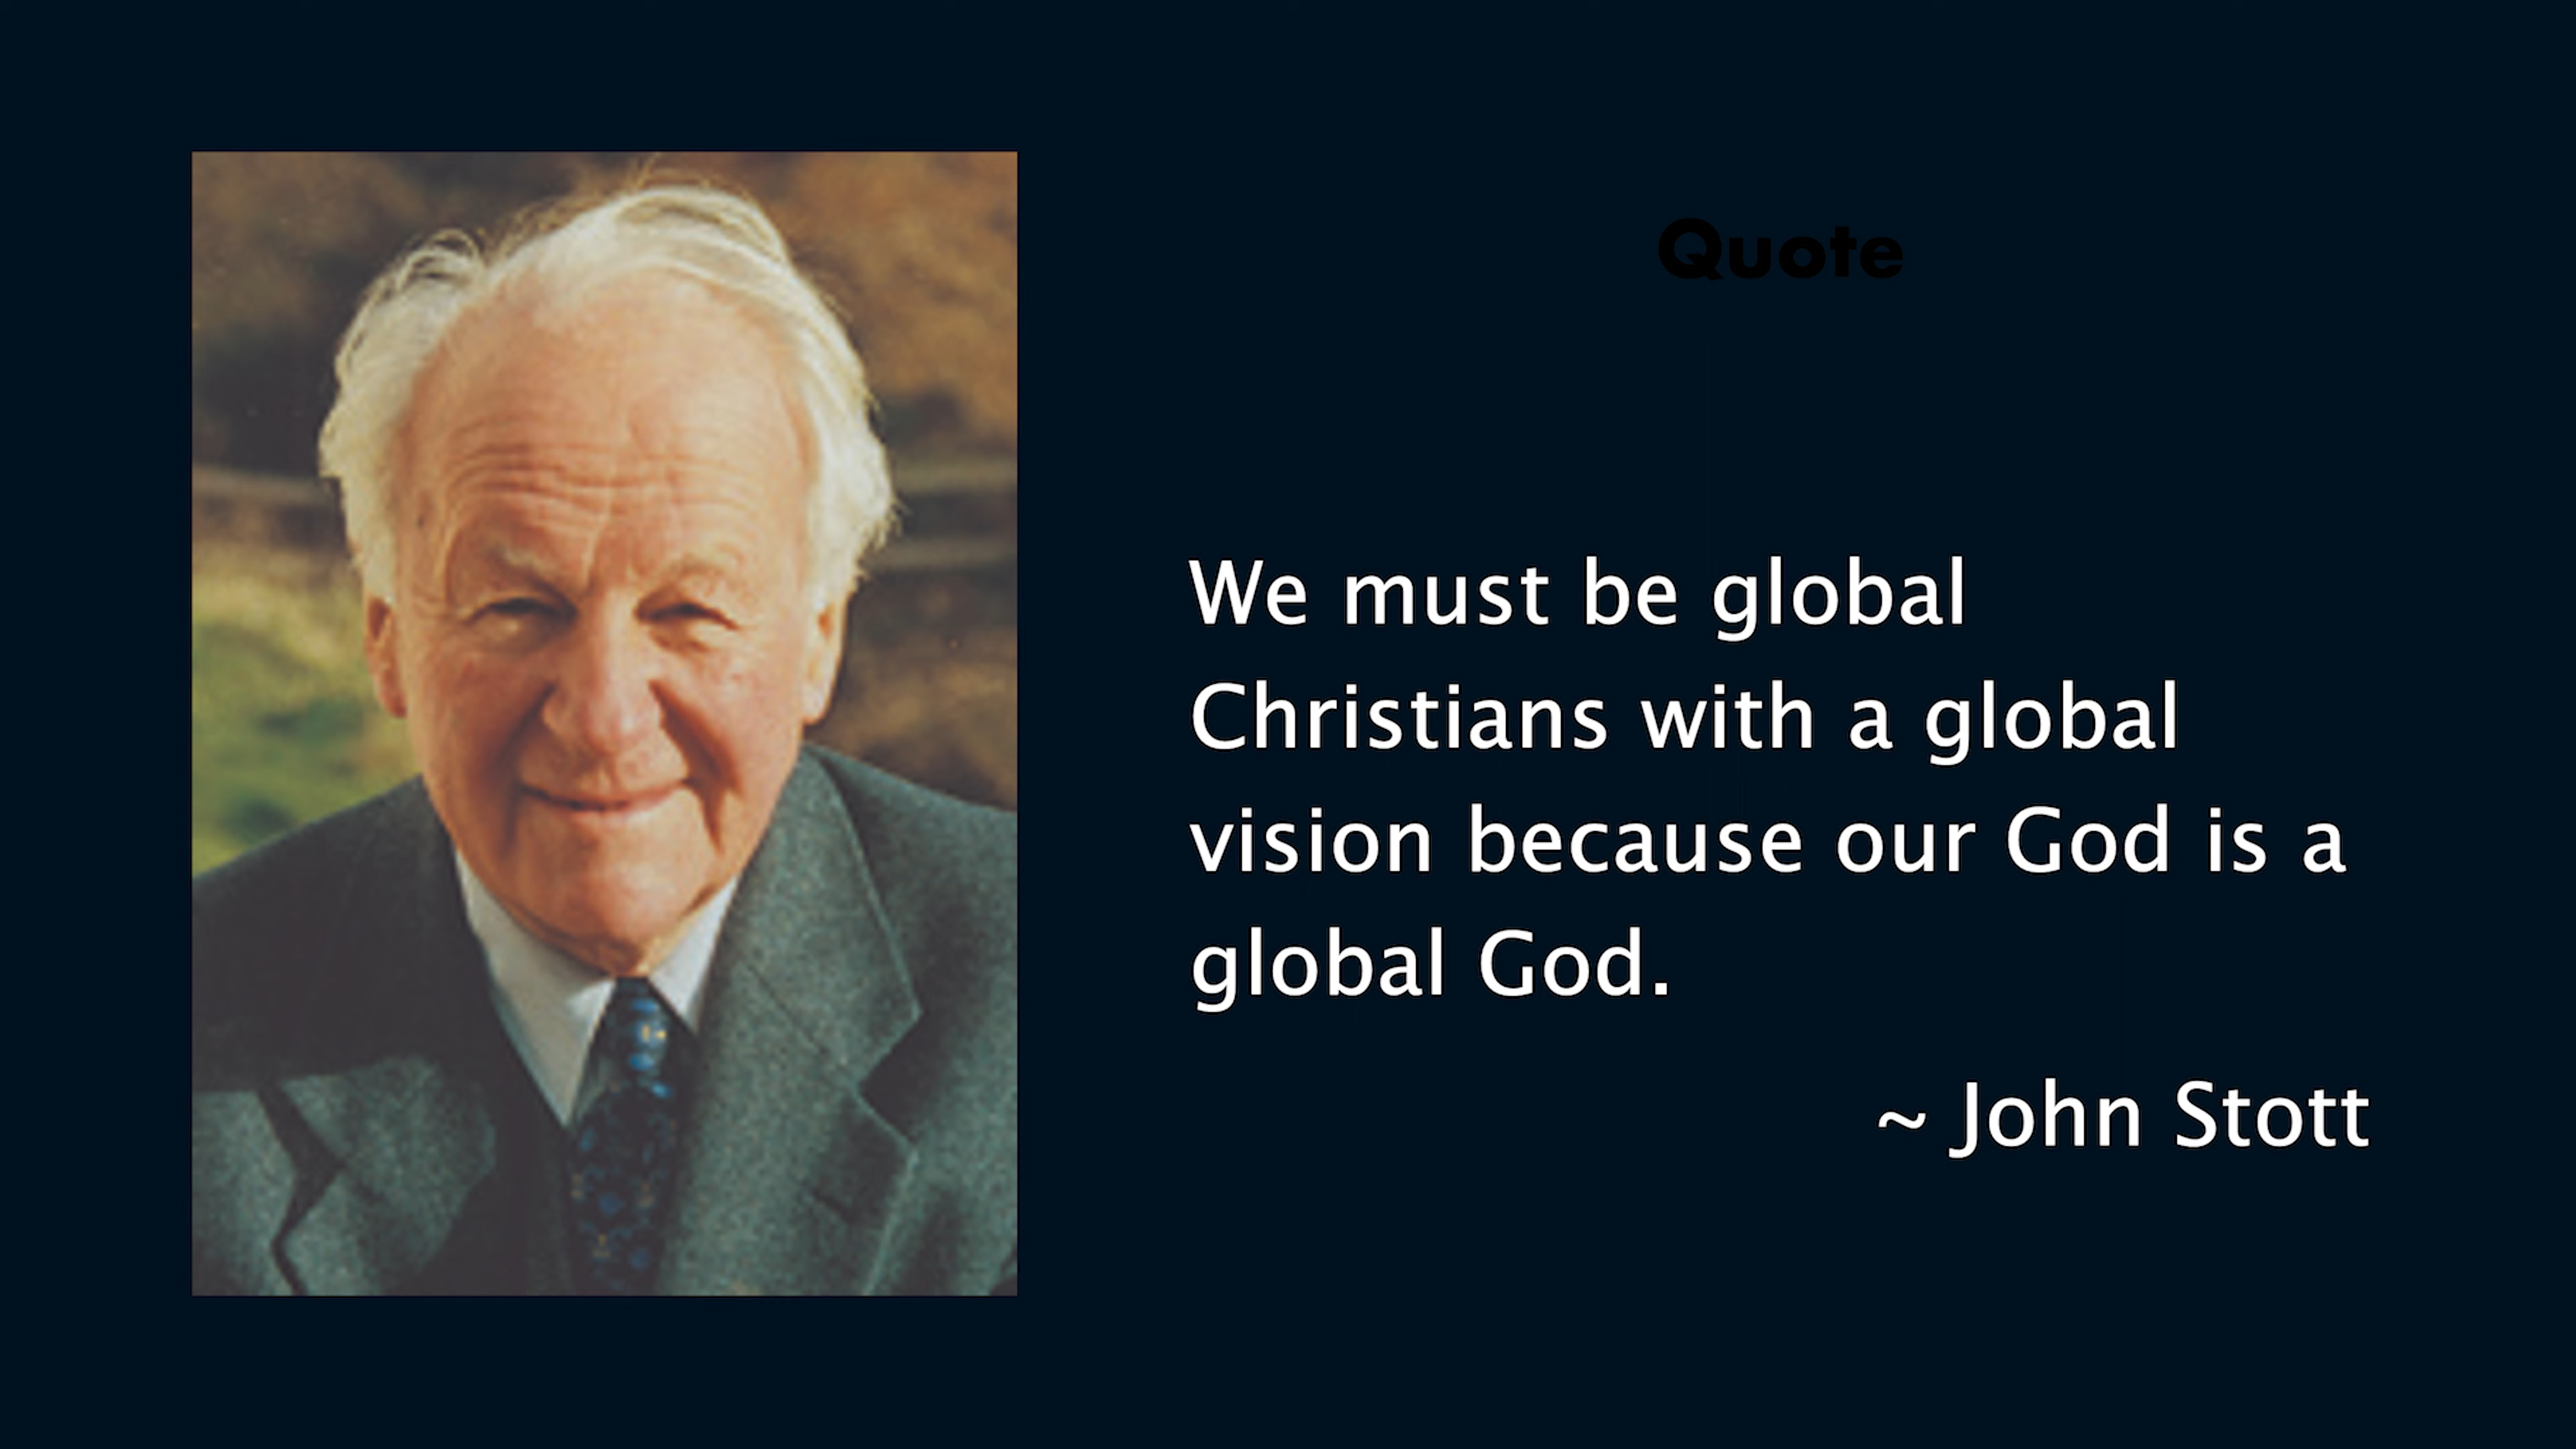 Quote
We must be global
Christians with a global
vision because our God is a
global God.
~ John Stott